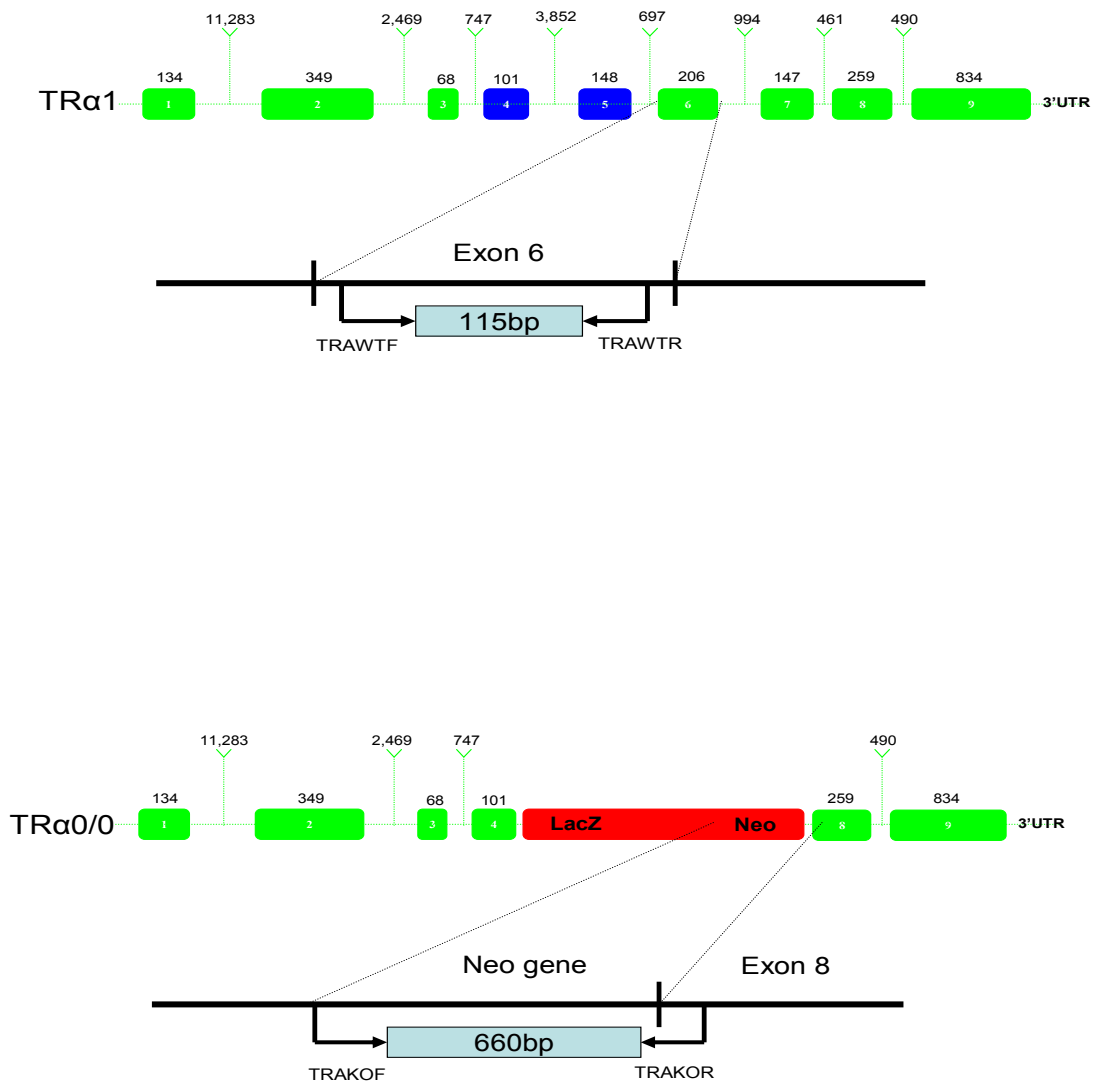 11,283 2,469 747 3,852 697 994 461 490
134 349 68 101 148 206 147 259 834
TRα1 1 2 3 4 5 6 7 8 9 3'UTR
Exon 6
115bp
TRAWTF TRAWTR
11,283 2,469 747 490
134 349 68 101 259 834
TRα0/0 1 2 3 4 LacZ Neo 8 9 3'UTR
Neo gene Exon 8
660bp
TRAKOF TRAKOR